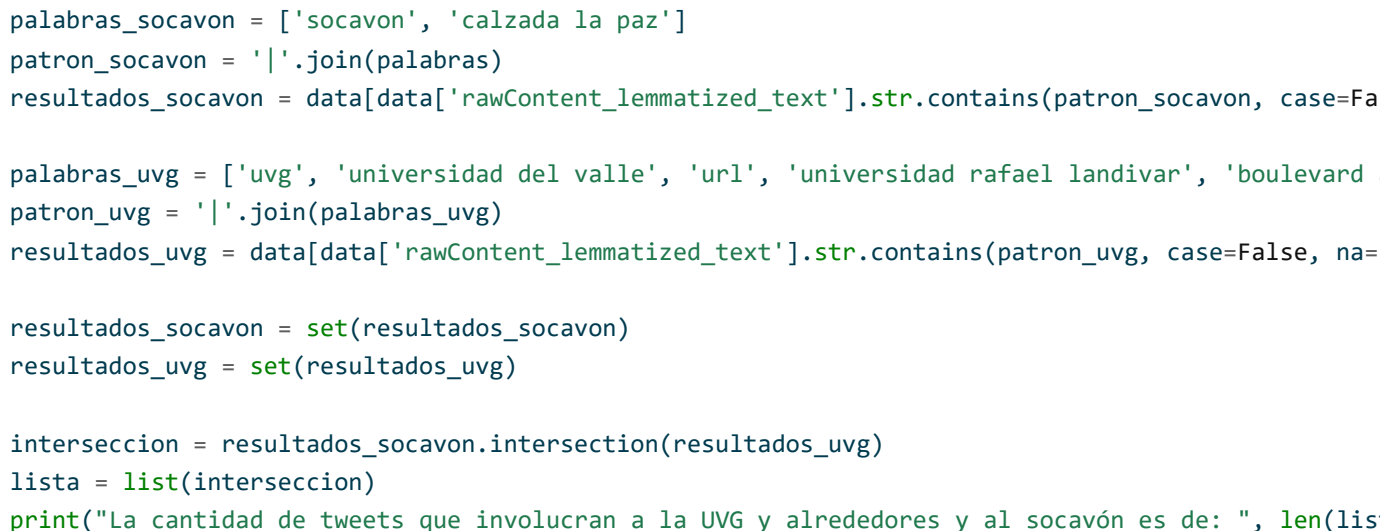 palabras_socavon = ['socavon', 'calzada la paz']
patron_socavon = '|'.join(palabras)
resultados_socavon = data[data['rawContent_lemmatized_text'].str.contains(patron_socavon, case=Fa
palabras_uvg = ['uvg', 'universidad del valle', 'url', 'universidad rafael landivar', 'boulevard
patron_uvg = '|'.join(palabras_uvg)
resultados_uvg = data[data['rawContent_lemmatized_text'].str.contains(patron_uvg, case=False, na=
resultados_socavon = set(resultados_socavon)
resultados_uvg = set(resultados_uvg)
interseccion = resultados_socavon.intersection(resultados_uvg)
lista = list(interseccion)
print("La cantidad de tweets que involucran a la UVG y alrededores y al socavón es de: ", len(lis